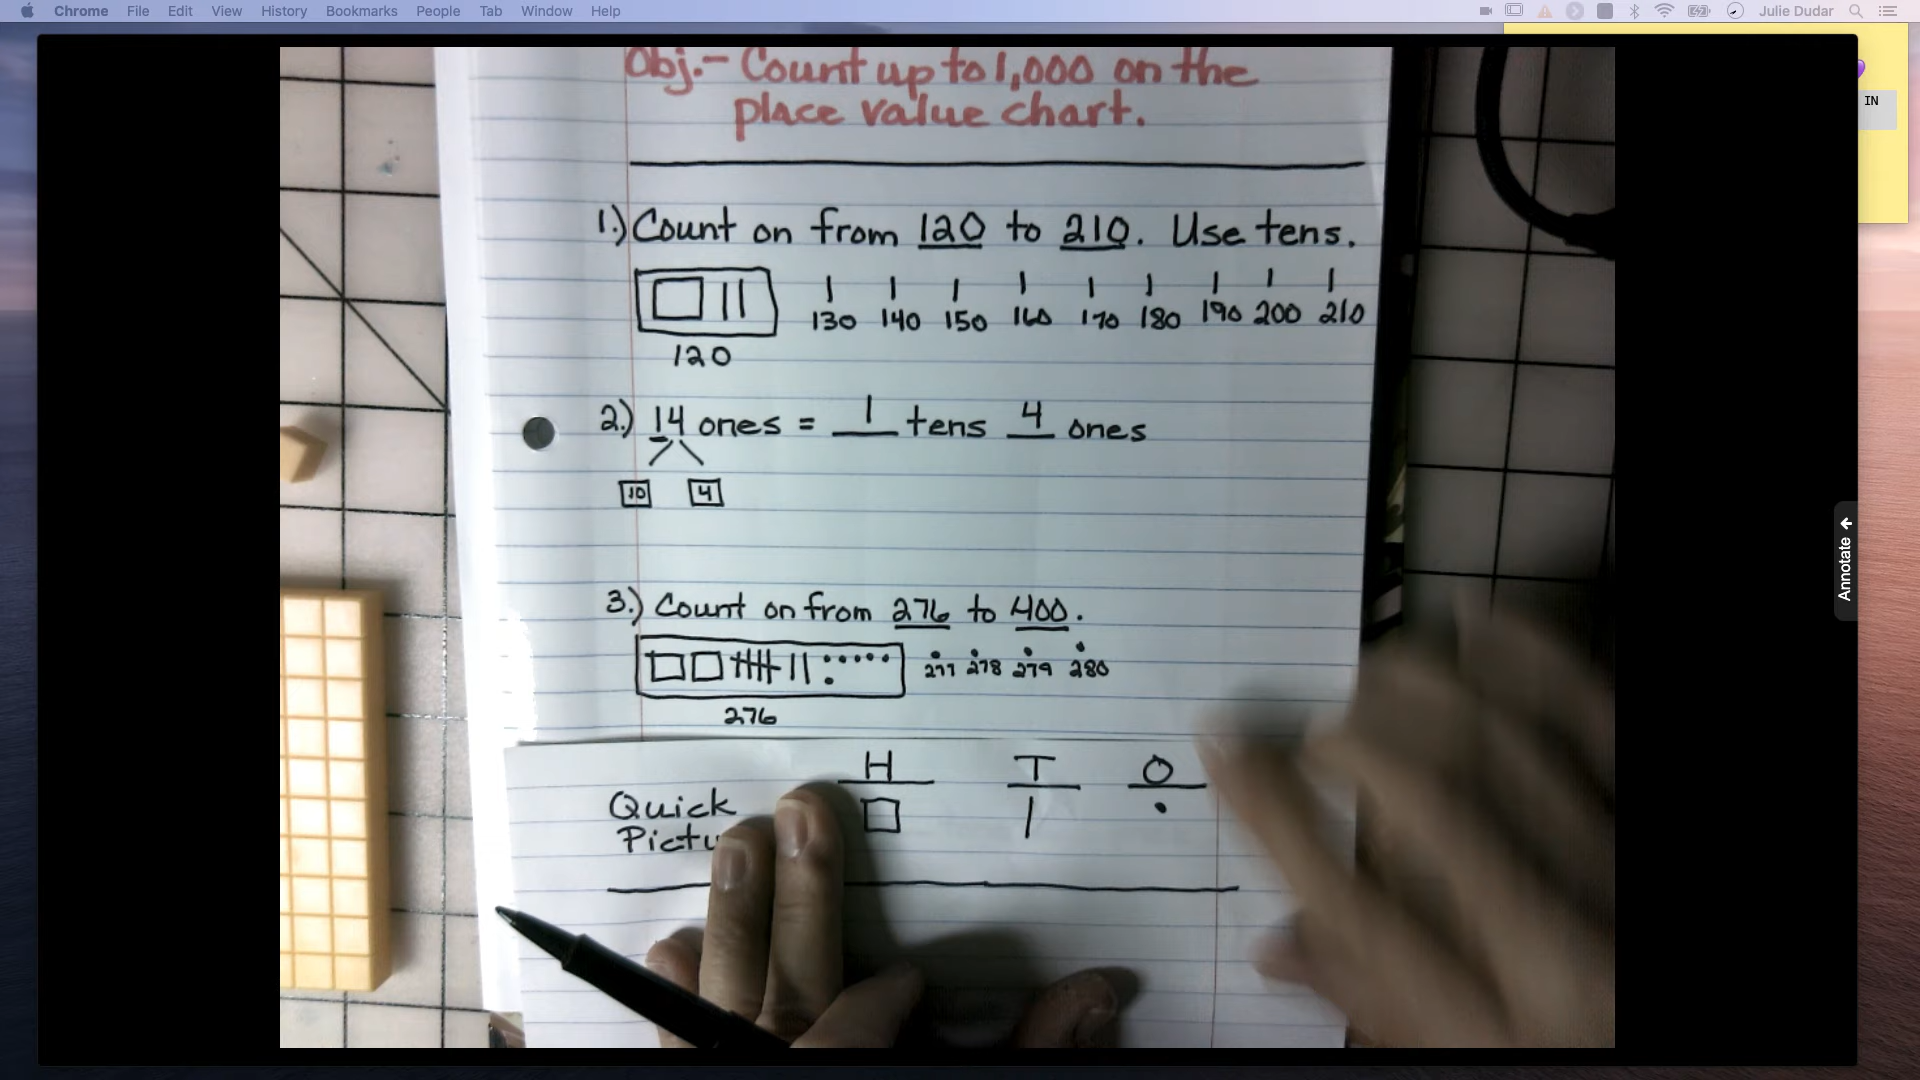 Chrome File Edit View History Bookmarks People Tab Window Help Julie Dudar
IN
Obj.- Count up to 1,000 on the
place value chart.
1.) Count on from 120 to 210. Use tens.
130 140 150 160 170 180 190 200 210
120
2.) 14 ones = 1 tens 4 ones
10 4
3.) Count on from 276 to 400.
277 278 279 280
276
H T O
Quick
Pictu
Annotate